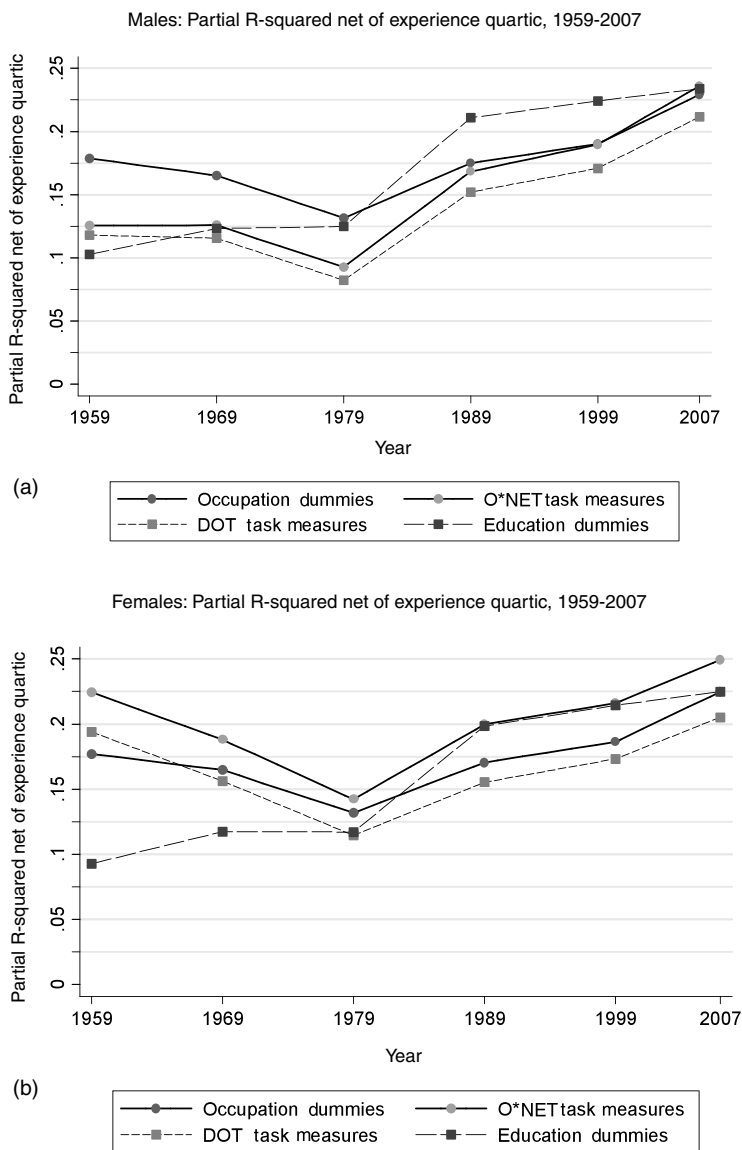 Males: Partial R-squared net of experience quartic, 1959-2007
Partial R-squared net of experience quartic
.25
.2
.15
.1
.05
0
1959 1969 1979 1989 1999 2007
Year
(a)
Occupation dummies O*NET task measures
DOT task measures Education dummies
Females: Partial R-squared net of experience quartic, 1959-2007
Partial R-squared net of experience quartic
.25
.2
.15
.1
.05
0
1959 1969 1979 1989 1999 2007
Year
(b)
Occupation dummies O*NET task measures
DOT task measures Education dummies